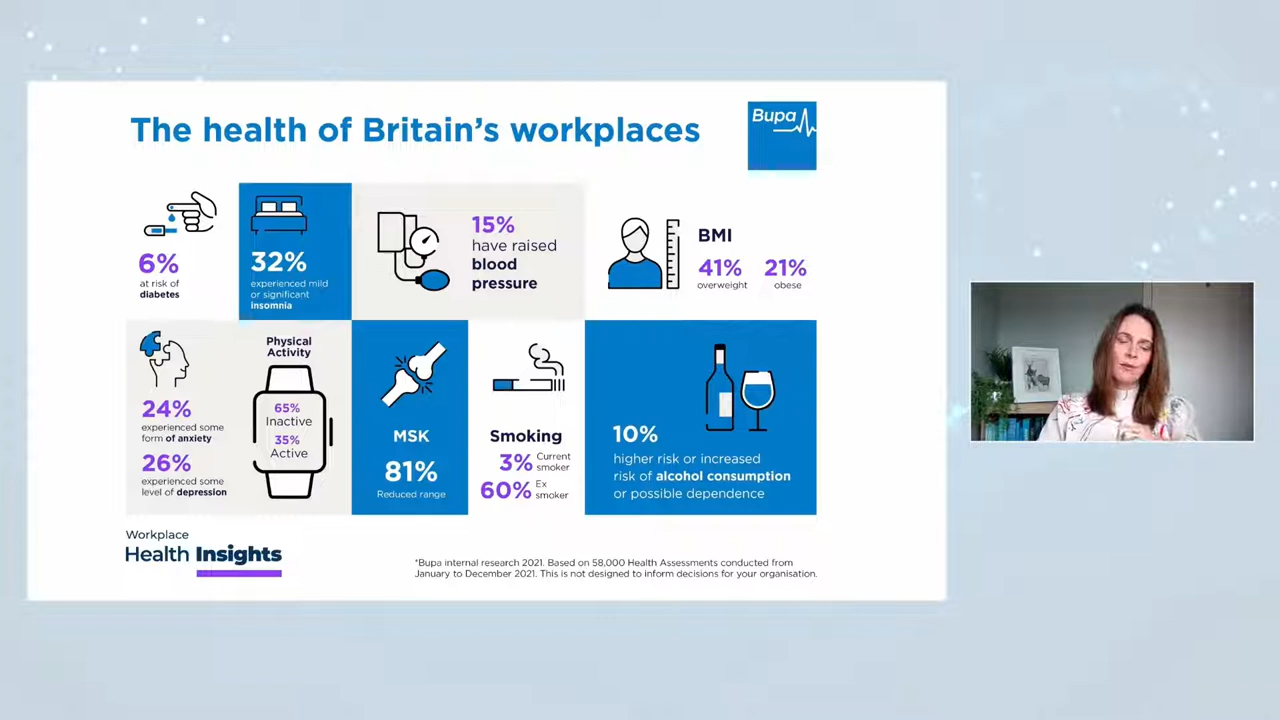 The health of Britain's workplaces
Bupa
6%
at risk of
diabetes
32%
experienced mild
or significant
insomnia
15%
have raised
blood
pressure
BMI
41%
overweight
21%
obese
24%
experienced some
form of anxiety
26%
experienced some
level of depression
Physical
Activity
65%
Inactive
35%
Active
MSK
81%
Reduced range
Smoking
3% Current
smoker
60% Ex
smoker
10%
higher risk or increased
risk of alcohol consumption
or possible dependence
Workplace
Health Insights
*Bupa internal research 2021. Based on 58,000 Health Assessments conducted from
January to December 2021. This is not designed to inform decisions for your organisation.